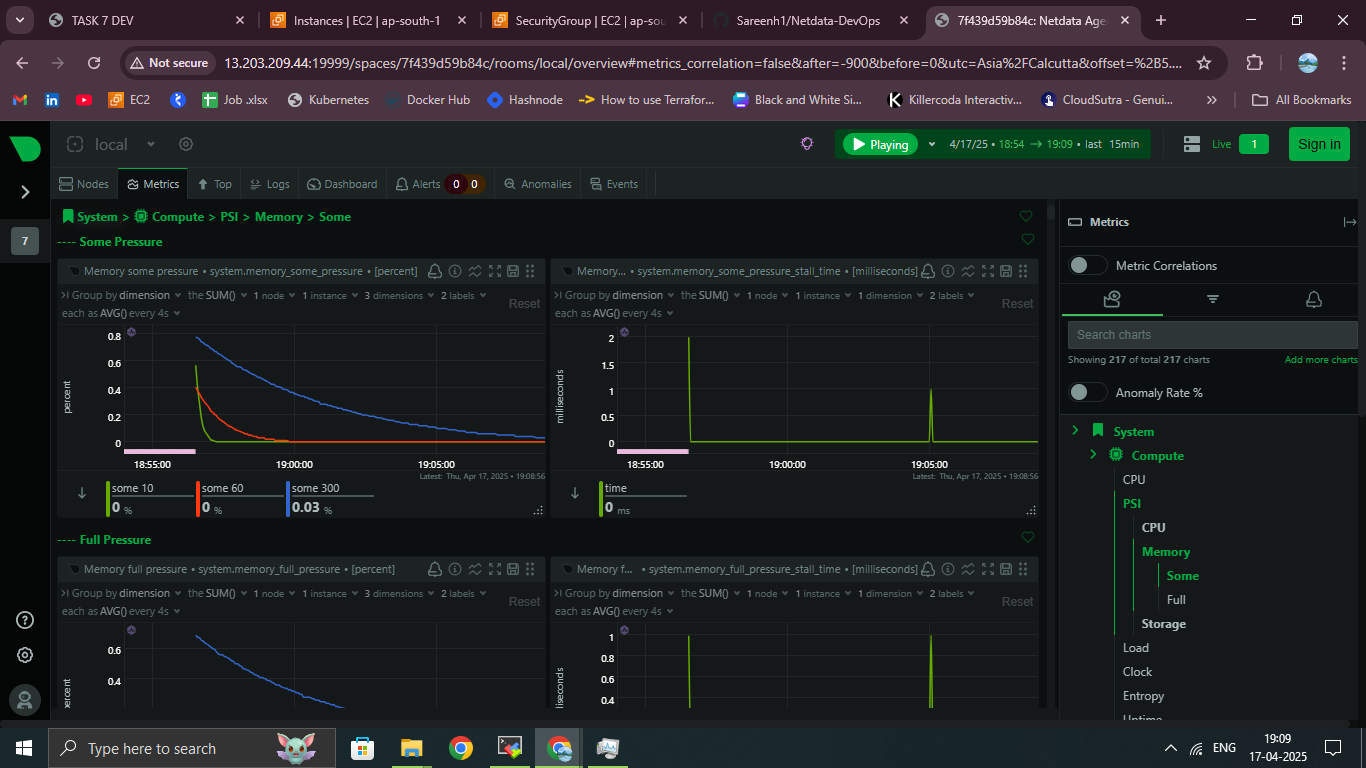 TASK 7 DEV
Instances | EC2 | ap-south-1
SecurityGroup | EC2 | ap-sou
Sareenh1/Netdata-DevOps
7f439d59b84c: Netdata Age
Not secure
13.203.209.44:19999/spaces/7f439d59b84c/rooms/local/overview#metrics_correlation=false&after=-900&before=0&utc=Asia%2FCalcutta&offset=%2B5....
EC2
Job .xlsx
Kubernetes
Docker Hub
Hashnode
How to use Terrafor...
Black and White Si...
Killercoda Interactiv...
CloudSutra - Genui...
All Bookmarks
local
Playing
4/17/25 • 18:54 → 19:09 • last 15min
Live
1
Sign in
Nodes
Metrics
Top
Logs
Dashboard
Alerts
0
0
Anomalies
Events
7
System > Compute > PSI > Memory > Some
---- Some Pressure
Memory some pressure • system.memory_some_pressure • [percent]
Group by dimension the SUM() 1 node 1 instance 3 dimensions 2 labels
each as AVG() every 4s
Reset
percent
0.8
0.6
0.4
0.2
0
18:55:00
19:00:00
19:05:00
Latest: Thu, Apr 17, 2025 • 19:08:56
some 10
0 %
some 60
0 %
some 300
0.03 %
Memory... • system.memory_some_pressure_stall_time • [milliseconds]
Group by dimension the SUM() 1 node 1 instance 1 dimension 2 labels
each as AVG() every 4s
Reset
milliseconds
2
1.5
1
0.5
0
18:55:00
19:00:00
19:05:00
Latest: Thu, Apr 17, 2025 • 19:08:56
time
0 ms
---- Full Pressure
Memory full pressure • system.memory_full_pressure • [percent]
Group by dimension the SUM() 1 node 1 instance 3 dimensions 2 labels
each as AVG() every 4s
Reset
percent
0.6
0.4
Memory f... • system.memory_full_pressure_stall_time • [milliseconds]
Group by dimension the SUM() 1 node 1 instance 1 dimension 2 labels
each as AVG() every 4s
Reset
liseconds
1
0.8
0.6
0.4
Metrics
Metric Correlations
Search charts
Showing 217 of total 217 charts
Add more charts
Anomaly Rate %
System
Compute
CPU
PSI
CPU
Memory
Some
Full
Storage
Load
Clock
Entropy
Uptime
Type here to search
ENG
19:09
17-04-2025